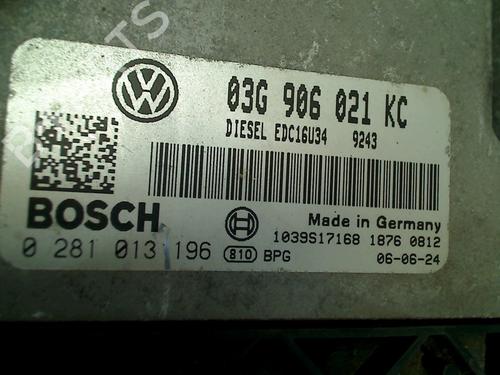 03G 906 021 KC
DIESEL EDC16U34 9243
BOSCH
Made in Germany
0 281 013 196
810 BPG
1039S17168 1876 0812
06-06-24